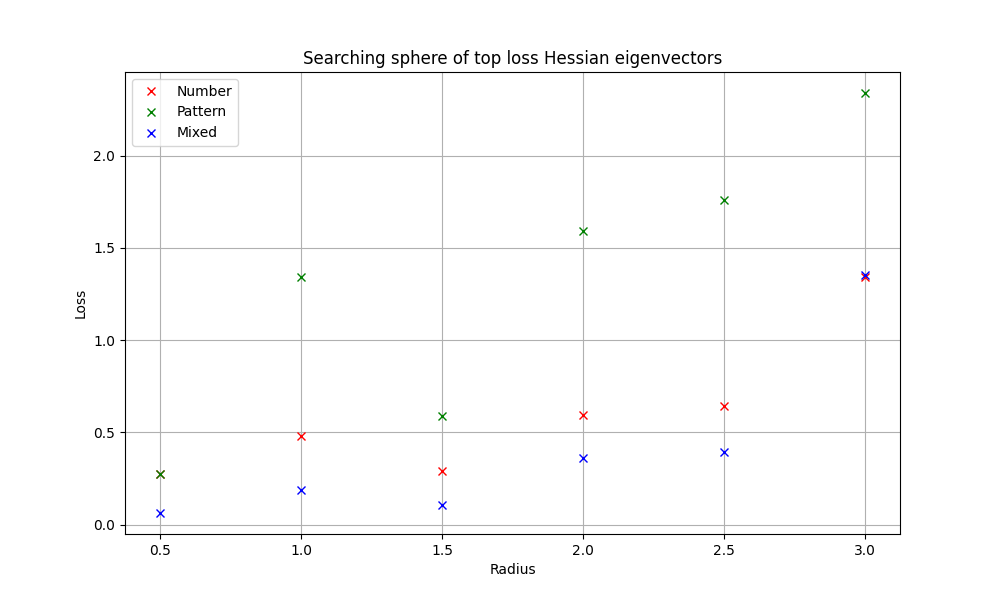 Searching sphere of top loss Hessian eigenvectors
Number
Pattern
Mixed
2.0
1.5
1.0
0.5
0.0
Loss
0.5 1.0 1.5 2.0 2.5 3.0
Radius